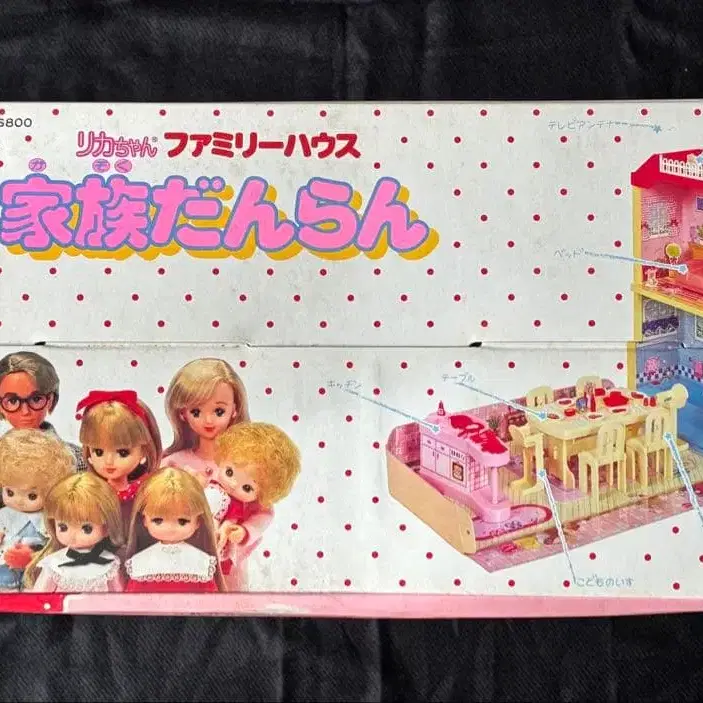 6800
リカちゃん ファミリーハウス
かぞく
家族だんらん
テレビアンテナ
ベッド
キッチン
テーブル
こどものいす